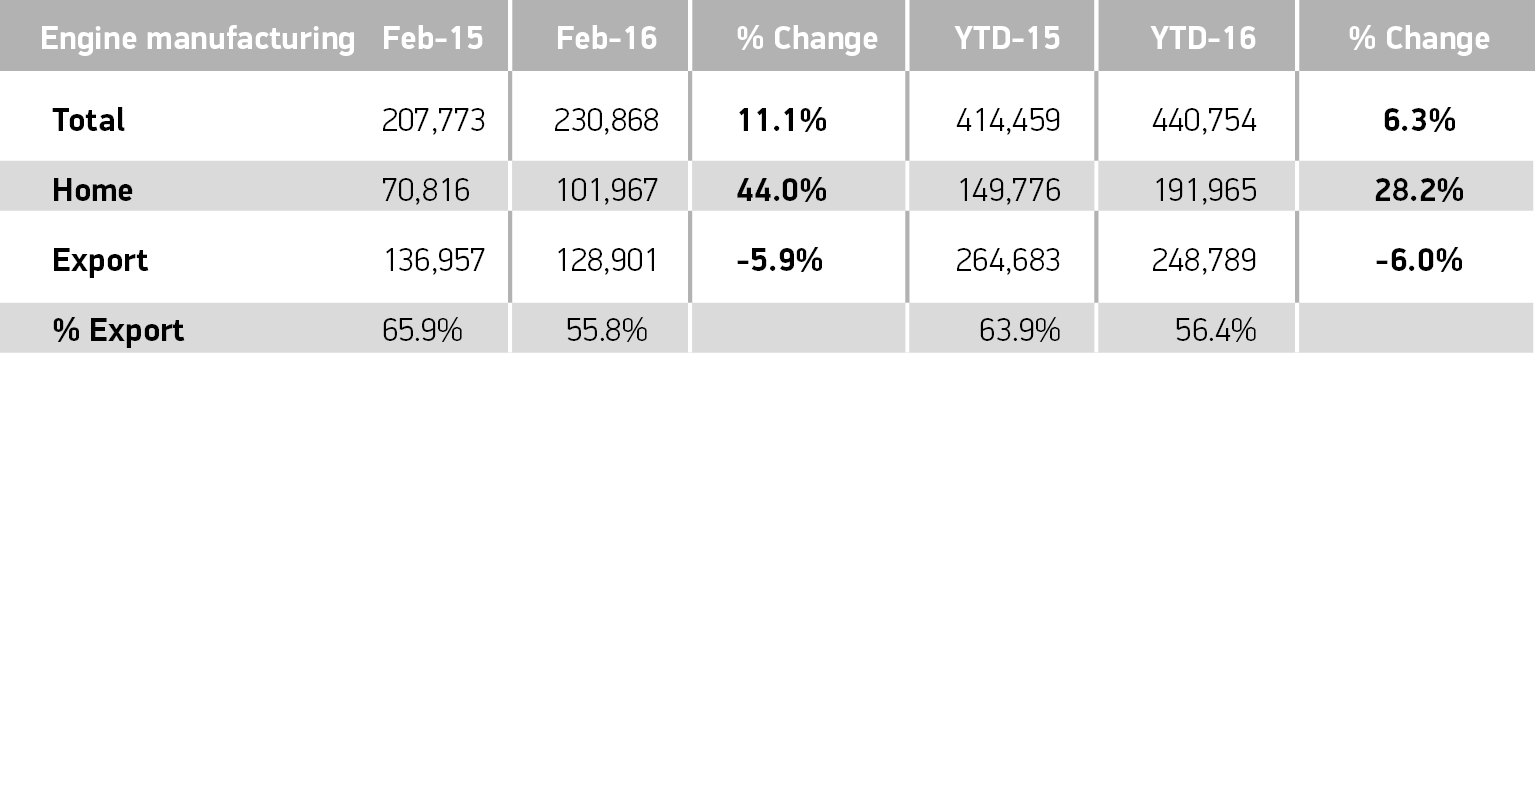 Engine manufacturing Feb-15 Feb-16 % Change YTD-15 YTD-16 % Change
Total 207,773 230,868 11.1% 414,459 440,754 6.3%
Home 70,816 101,967 44.0% 149,776 191,965 28.2%
Export 136,957 128,901 -5.9% 264,683 248,789 -6.0%
% Export 65.9% 55.8% 63.9% 56.4%